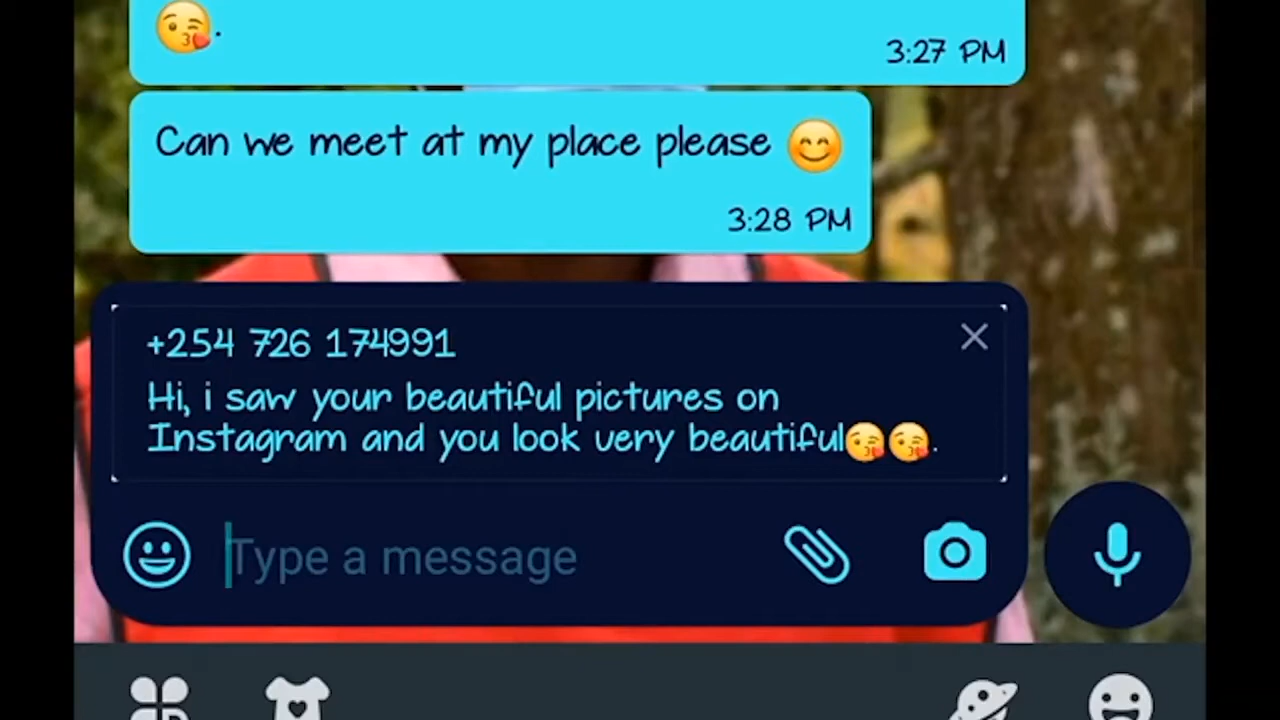 😘.
3:27 PM
Can we meet at my place please 😊
3:28 PM
+254 726 174991
Hi, i saw your beautiful pictures on
Instagram and you look very beautiful😘😘.
Type a message